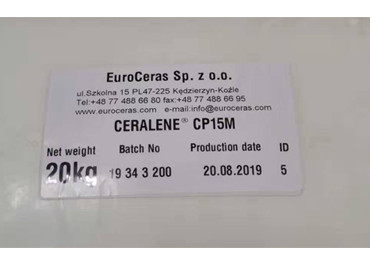 EuroCeras Sp. z o.o.
ul.Szkolna 15 PL47-225 Kędzierzyn-Koźle
Tel:+48 77 488 66 80 fax:+48 77 488 66 95
www.euroceras.com e-mail:info@euroceras.com
CERALENE® CP15M
Net weight Batch No Production date ID
20kg 19 34 3 200 20.08.2019 5